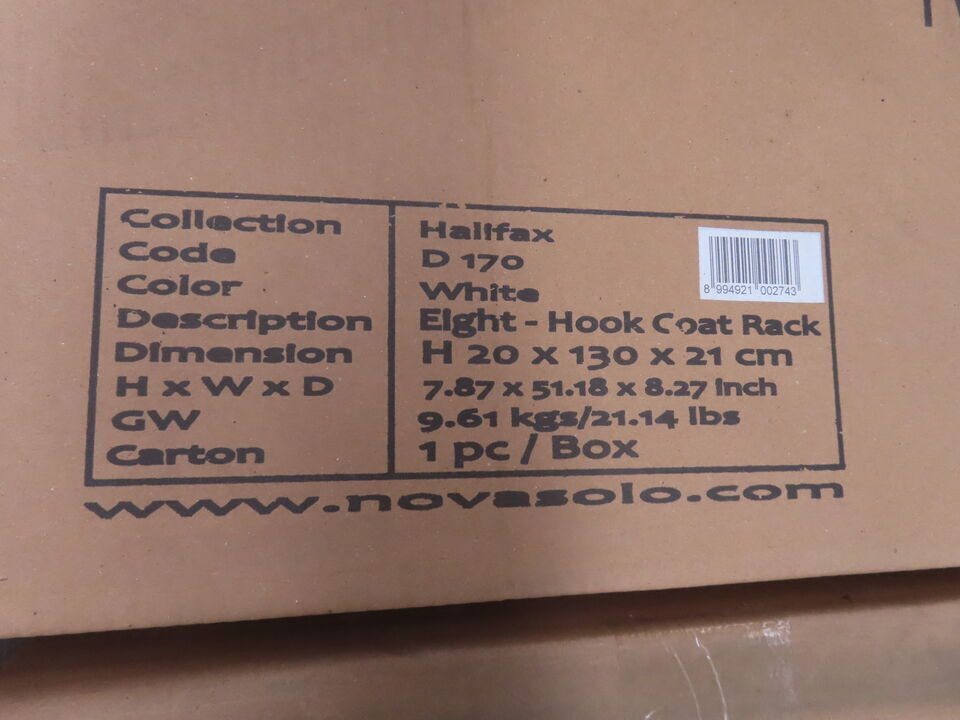 Collection Halifax
Code D 170
Color White
Description Eight - Hook Coat Rack
Dimension H 20 x 130 x 21 cm
H x W x D 7.87 x 51.18 x 8.27 Inch
GW 9.61 kgs/21.14 lbs
Carton 1 pc / Box
8 994921 002743
www.novasolo.com